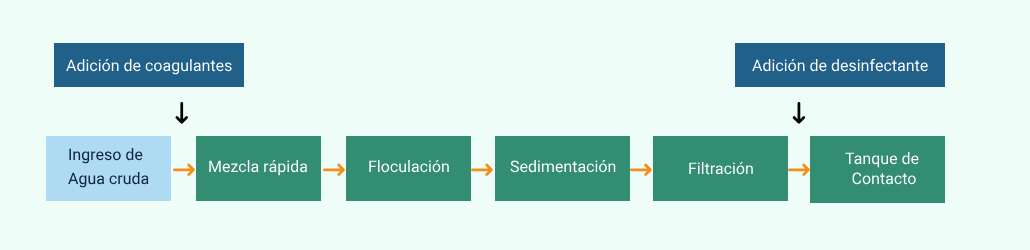 Adición de coagulantes
Adición de desinfectante
Ingreso de
Agua cruda
Mezcla rápida
Floculación
Sedimentación
Filtración
Tanque de
Contacto